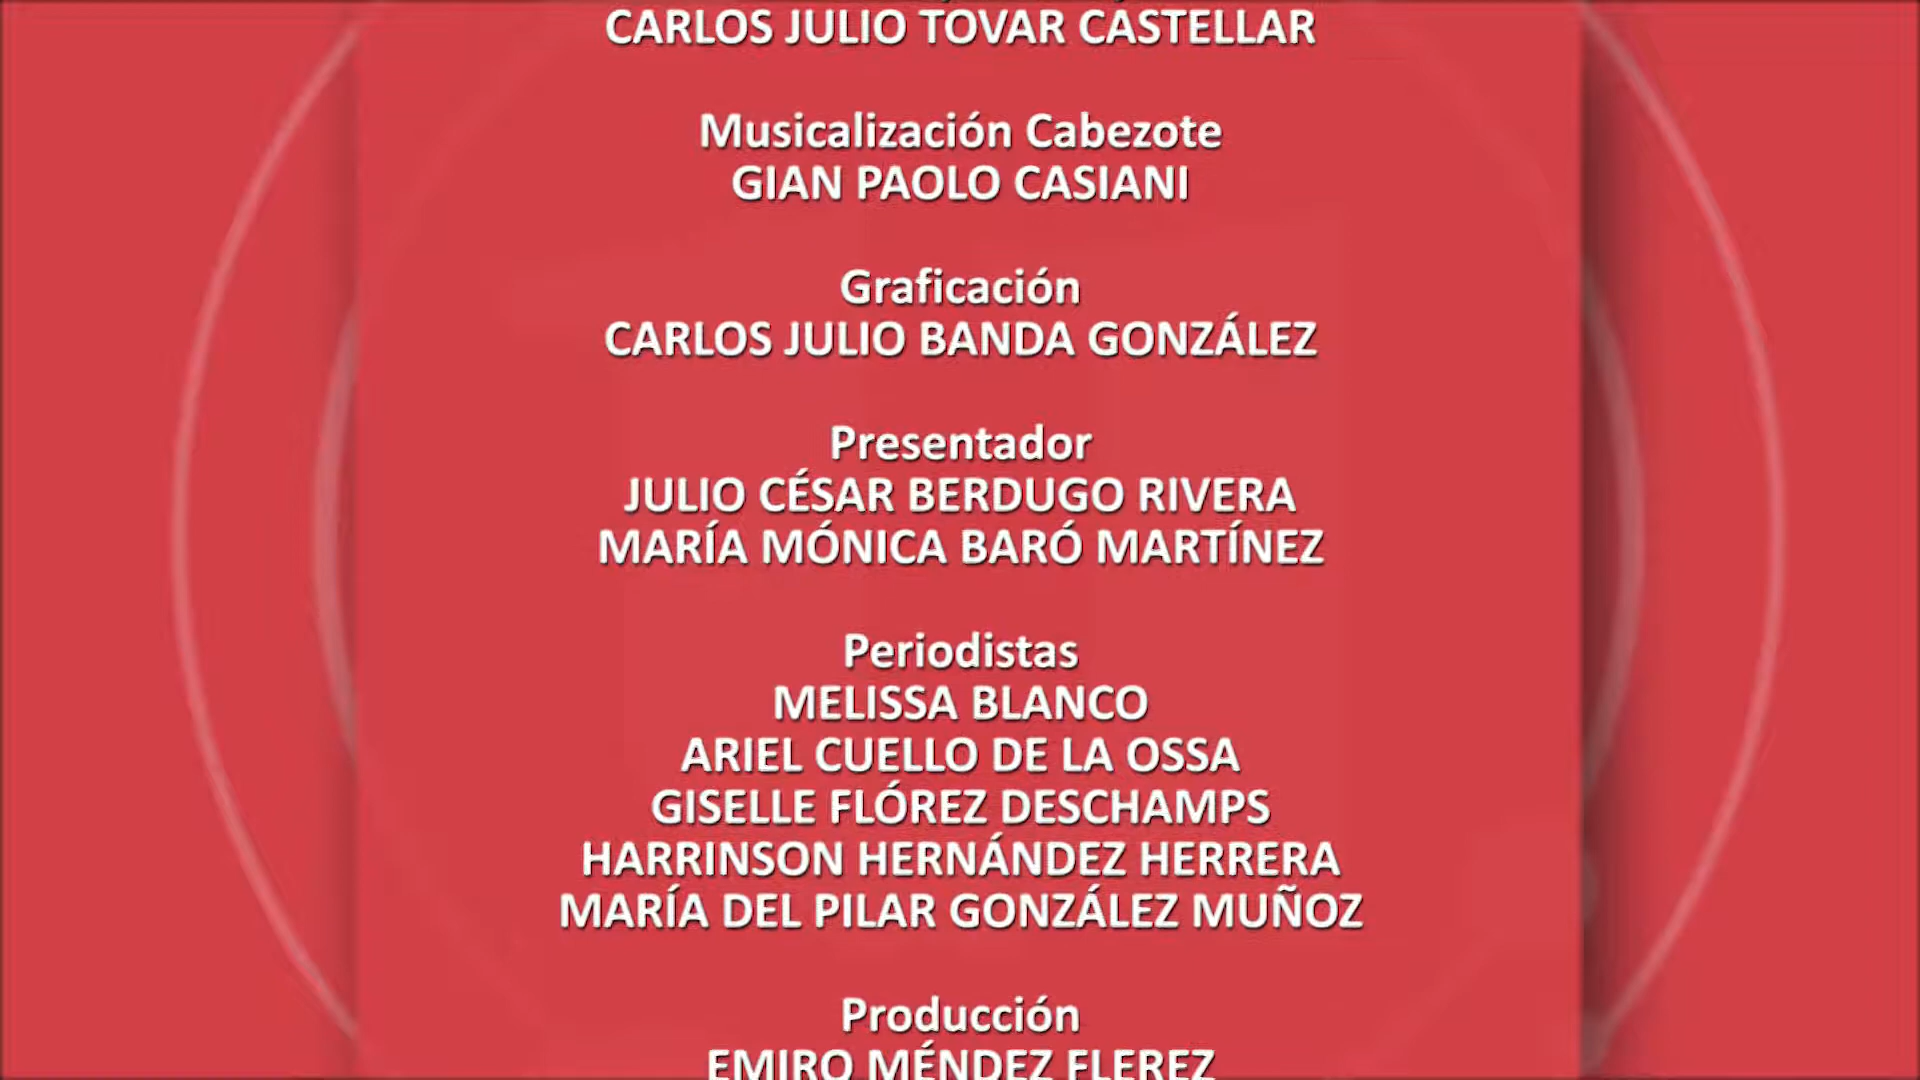 CARLOS JULIO TOVAR CASTELLAR
Musicalización Cabezote
GIAN PAOLO CASIANI
Graficación
CARLOS JULIO BANDA GONZÁLEZ
Presentador
JULIO CÉSAR BERDUGO RIVERA
MARÍA MÓNICA BARÓ MARTÍNEZ
Periodistas
MELISSA BLANCO
ARIEL CUELLO DE LA OSSA
GISELLE FLÓREZ DESCHAMPS
HARRINSON HERNÁNDEZ HERRERA
MARÍA DEL PILAR GONZÁLEZ MUÑOZ
Producción
EMIRO MÉNDEZ FLEREZ